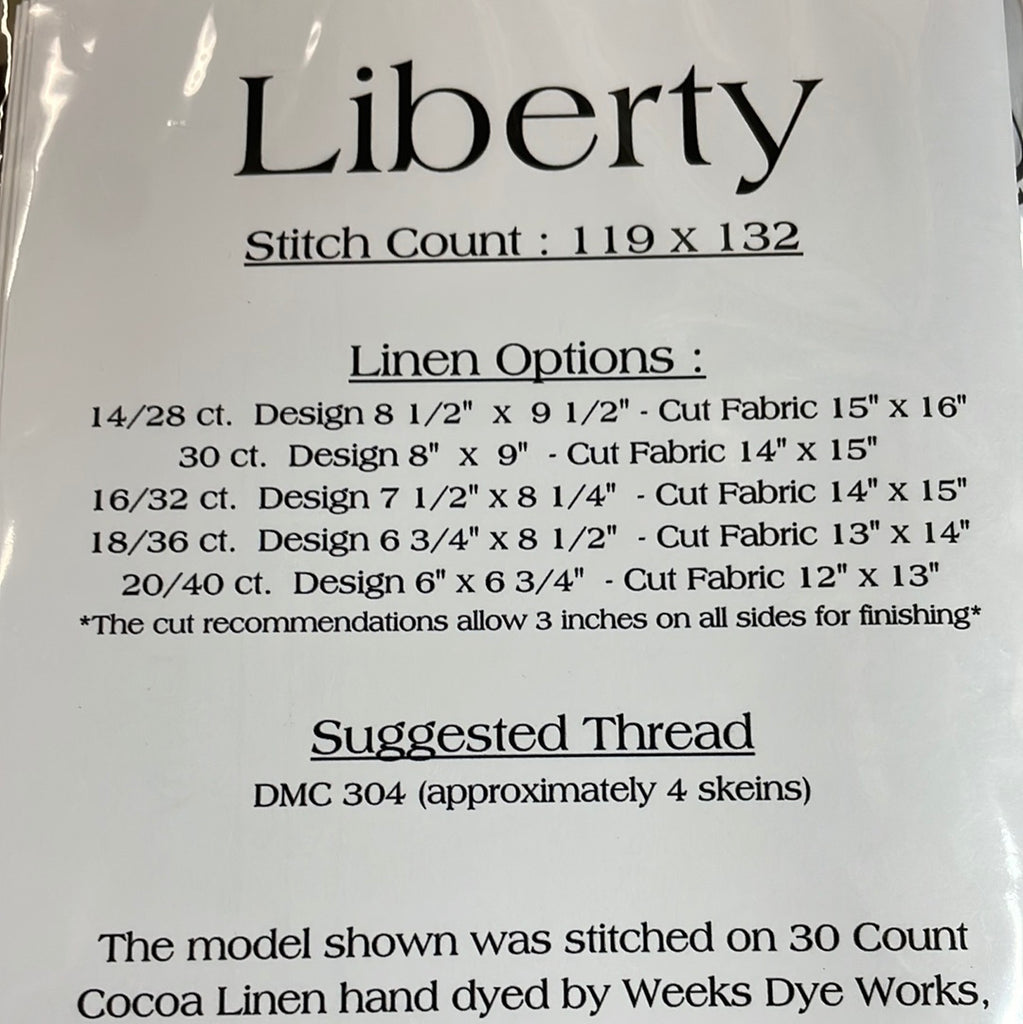 Liberty
Stitch Count : 119 x 132
Linen Options :
14/28 ct. Design 8 1/2" x 9 1/2" - Cut Fabric 15" x 16"
30 ct. Design 8" x 9" - Cut Fabric 14" x 15"
16/32 ct. Design 7 1/2" x 8 1/4" - Cut Fabric 14" x 15"
18/36 ct. Design 6 3/4" x 8 1/2" - Cut Fabric 13" x 14"
20/40 ct. Design 6" x 6 3/4" - Cut Fabric 12" x 13"
*The cut recommendations allow 3 inches on all sides for finishing*
Suggested Thread
DMC 304 (approximately 4 skeins)
The model shown was stitched on 30 Count
Cocoa Linen hand dyed by Weeks Dye Works,